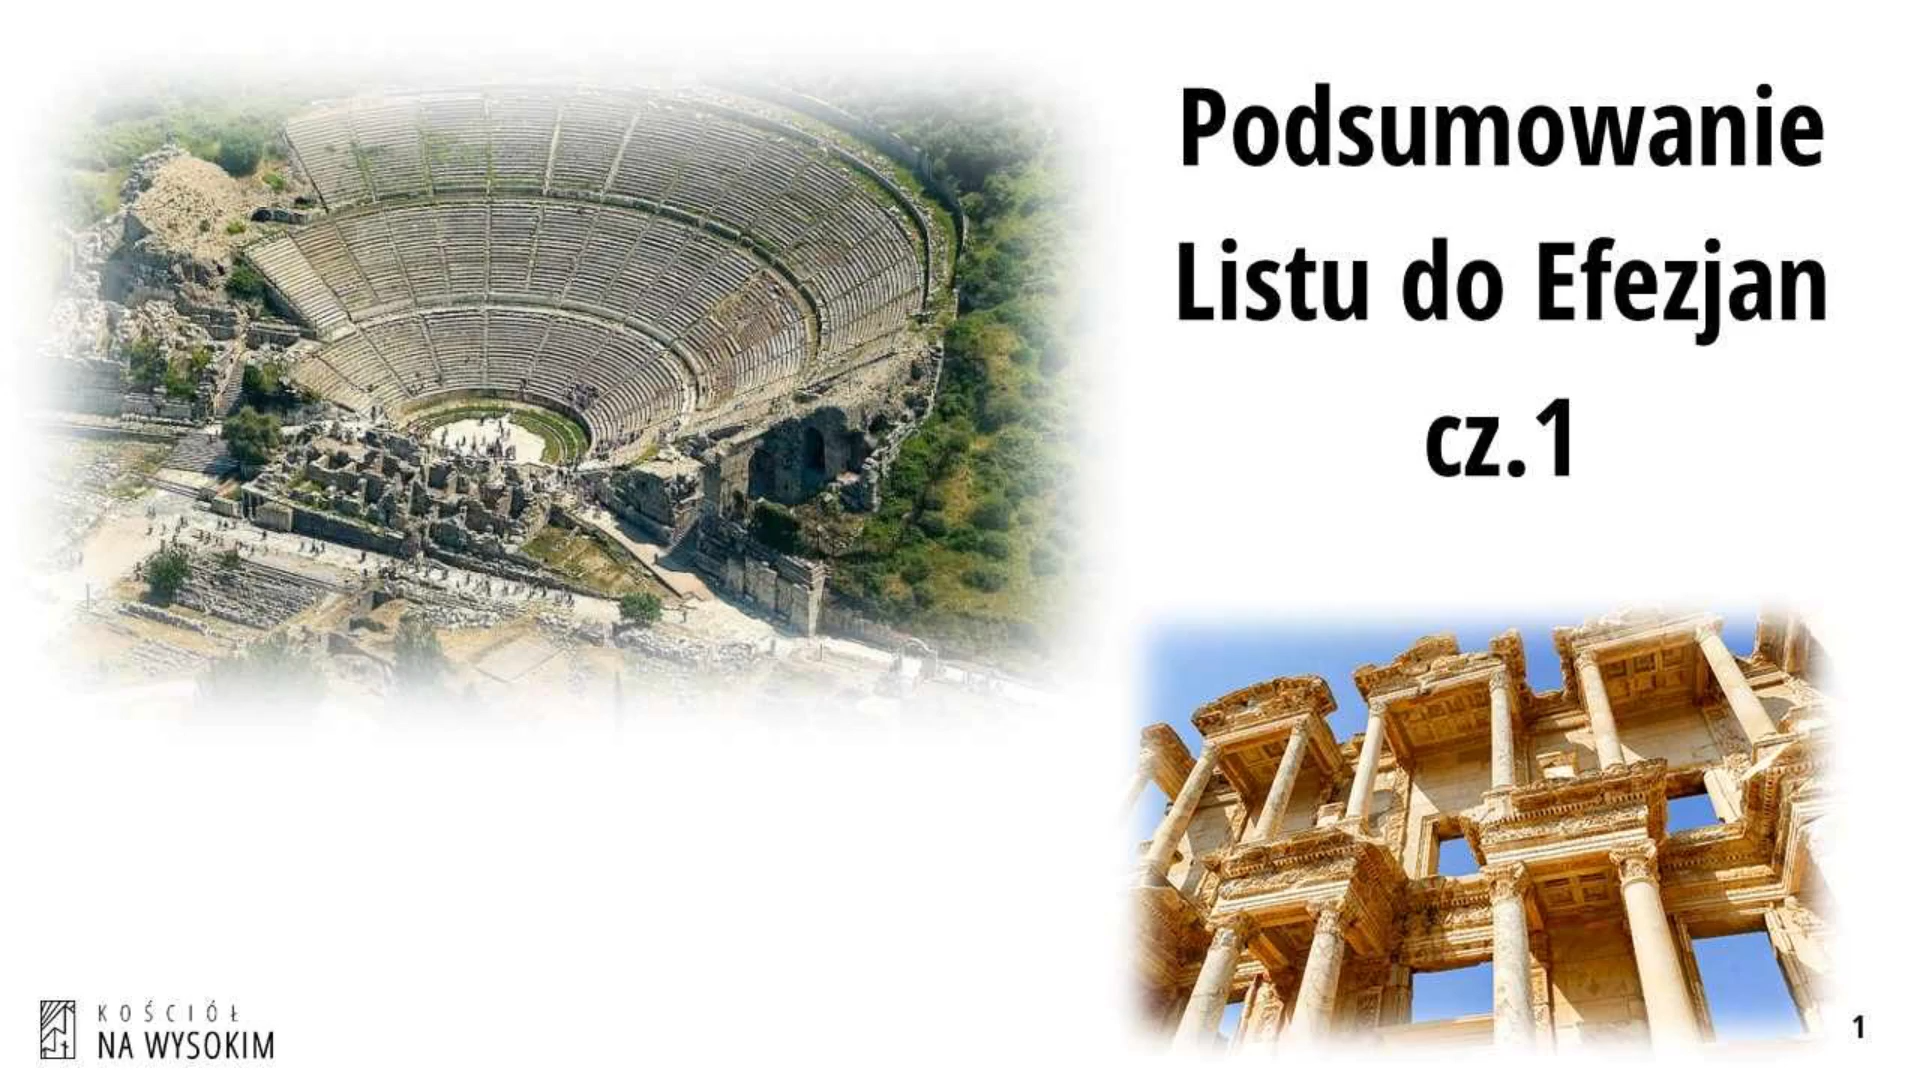 Podsumowanie
Listu do Efezjan
cz.1
KOŚCIÓŁ
NA WYSOKIM
1